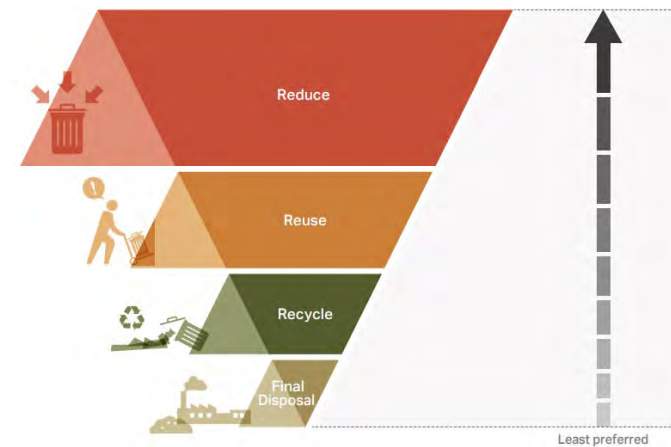 Reduce
Reuse
Recycle
Final
Disposal
Least preferred